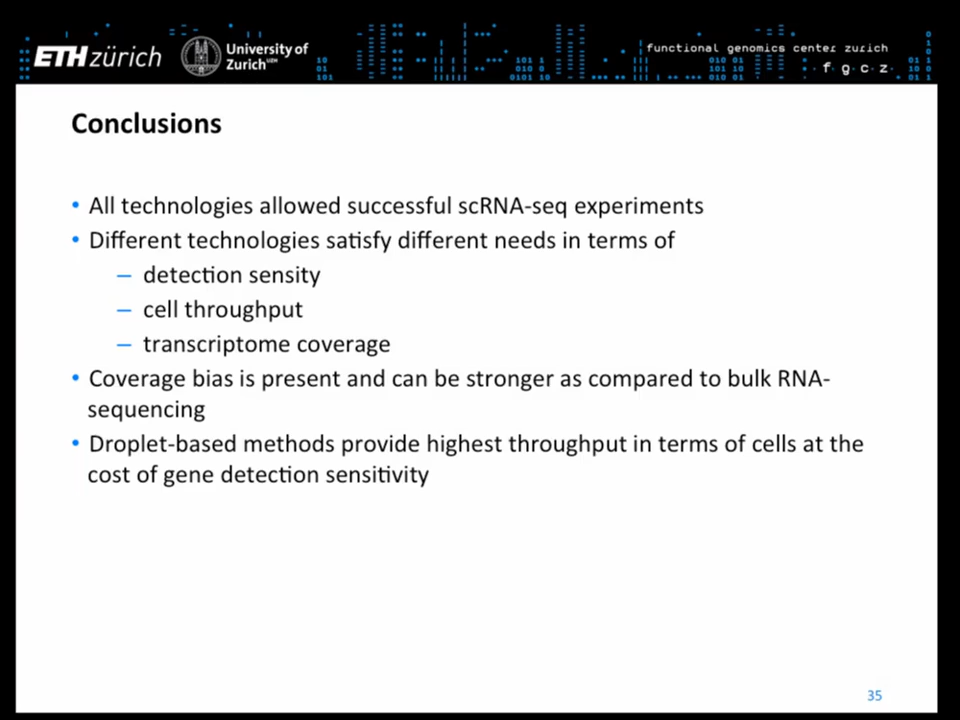 ETH zürich
University of
Zurich UZH
functional genomics center zurich
f g c z
Conclusions
• All technologies allowed successful scRNA-seq experiments
• Different technologies satisfy different needs in terms of
– detection sensity
– cell throughput
– transcriptome coverage
• Coverage bias is present and can be stronger as compared to bulk RNA-
sequencing
• Droplet-based methods provide highest throughput in terms of cells at the
cost of gene detection sensitivity
35